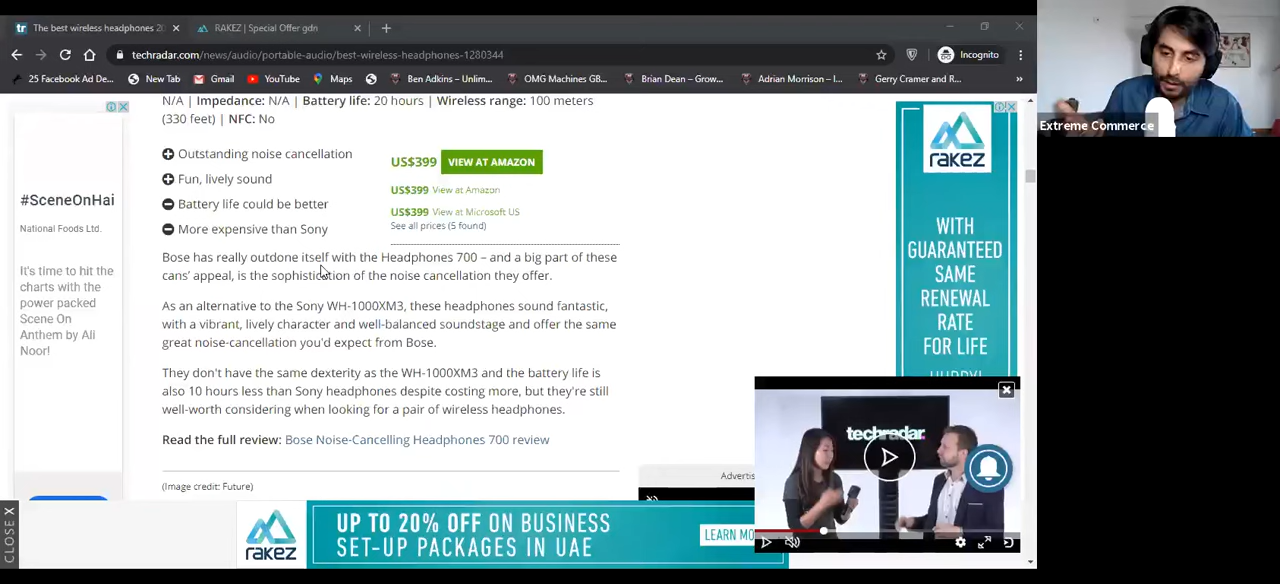 The best wireless headphones 20
RAKEZ | Special Offer gdn
techradar.com/news/audio/portable-audio/best-wireless-headphones-1280344
Incognito
25 Facebook Ad De...
New Tab
Gmail
YouTube
Maps
Ben Adkins – Unlim...
OMG Machines GB...
Brian Dean – Grow...
Adrian Morrison – I...
Gerry Cramer and R...
»
Extreme Commerce
N/A | Impedance: N/A | Battery life: 20 hours | Wireless range: 100 meters
(330 feet) | NFC: No
Outstanding noise cancellation
Fun, lively sound
Battery life could be better
More expensive than Sony
US$399 VIEW AT AMAZON
US$399 View at Amazon
US$399 View at Microsoft US
See all prices (5 found)
Bose has really outdone itself with the Headphones 700 – and a big part of these
cans' appeal, is the sophistication of the noise cancellation they offer.
As an alternative to the Sony WH-1000XM3, these headphones sound fantastic,
with a vibrant, lively character and well-balanced soundstage and offer the same
great noise-cancellation you'd expect from Bose.
They don't have the same dexterity as the WH-1000XM3 and the battery life is
also 10 hours less than Sony headphones despite costing more, but they're still
well-worth considering when looking for a pair of wireless headphones.
Read the full review: Bose Noise-Cancelling Headphones 700 review
(Image credit: Future)
#SceneOnHai
National Foods Ltd.
It's time to hit the
charts with the
power packed
Scene On
Anthem by Ali
Noor!
rakez
WITH
GUARANTEED
SAME
RENEWAL
RATE
FOR LIFE
HURRY!
Adverti
techradar.
CLOSE X
rakez
UP TO 20% OFF ON BUSINESS
SET-UP PACKAGES IN UAE
LEARN MO